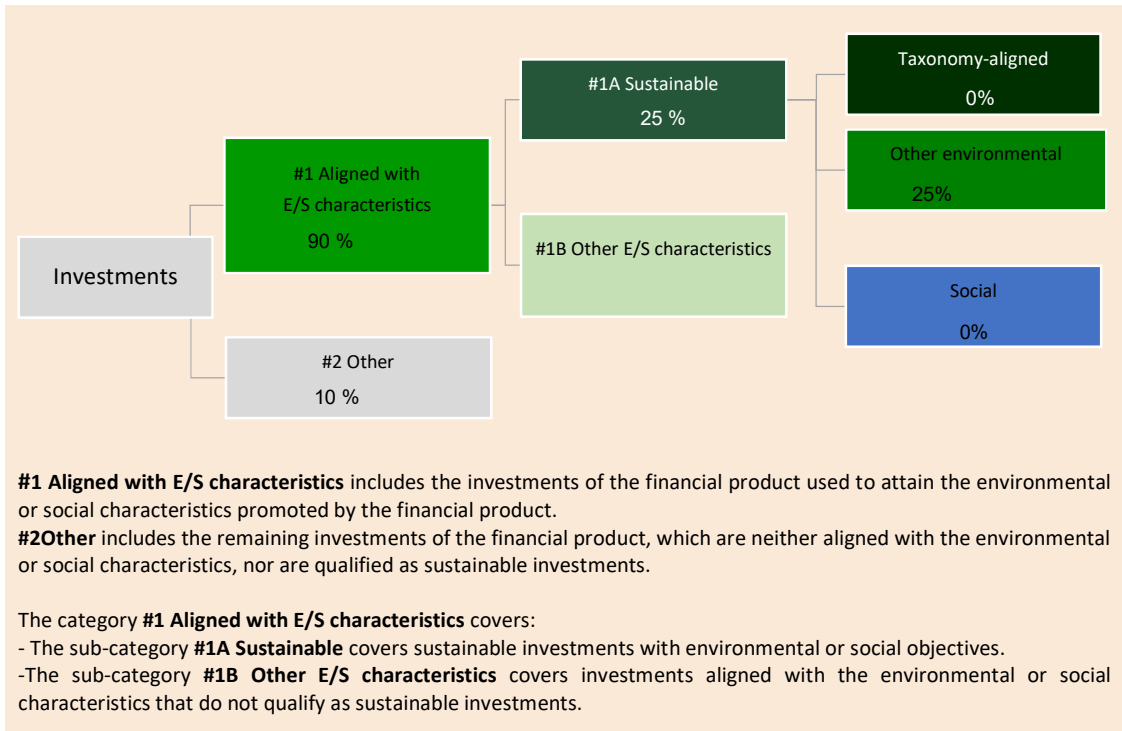 Investments
#1 Aligned with
E/S characteristics
90 %
#2 Other
10 %
#1A Sustainable
25 %
#1B Other E/S characteristics
Taxonomy-aligned
0%
Other environmental
25%
Social
0%
#1 Aligned with E/S characteristics includes the investments of the financial product used to attain the environmental
or social characteristics promoted by the financial product.
#2Other includes the remaining investments of the financial product, which are neither aligned with the environmental
or social characteristics, nor are qualified as sustainable investments.
The category #1 Aligned with E/S characteristics covers:
- The sub-category #1A Sustainable covers sustainable investments with environmental or social objectives.
-The sub-category #1B Other E/S characteristics covers investments aligned with the environmental or social
characteristics that do not qualify as sustainable investments.